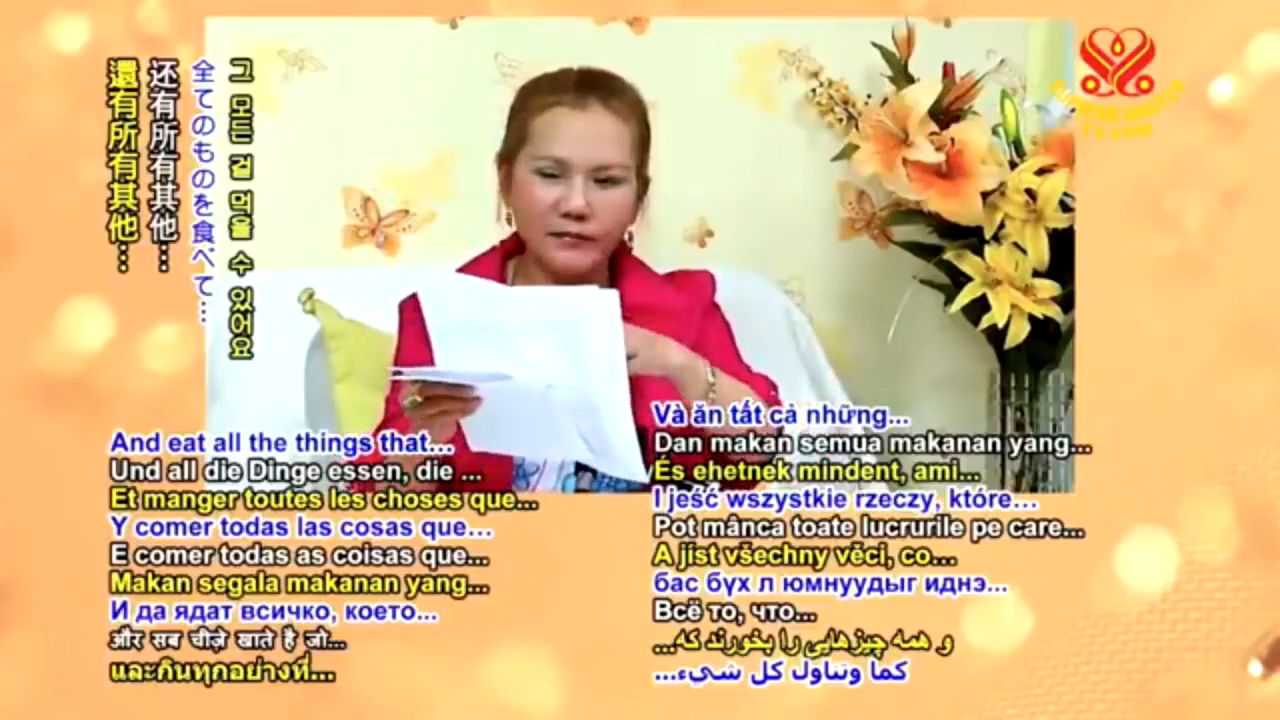 還有所有其他…
还有所有其他…
全てのものを食べて…
그 모든 걸 먹을 수 있어요
And eat all the things that...
Und all die Dinge essen, die ...
Et manger toutes les choses que...
Y comer todas las cosas que...
E comer todas as coisas que...
Makan segala makanan yang...
И да ядат всичко, което...
और सब चीज़े खाते है जो...
และกินทุกอย่างที่...
Và ăn tất cả những...
Dan makan semua makanan yang...
És ehetnek mindent, ami...
I jeść wszystkie rzeczy, które...
Pot mânca toate lucrurile pe care...
A jíst všechny věci, co...
бас бүх л юмнуудыг иднэ...
Всё то, что...
و همه چیزهایی را بخورند که...
كما وتناول كل شيء...